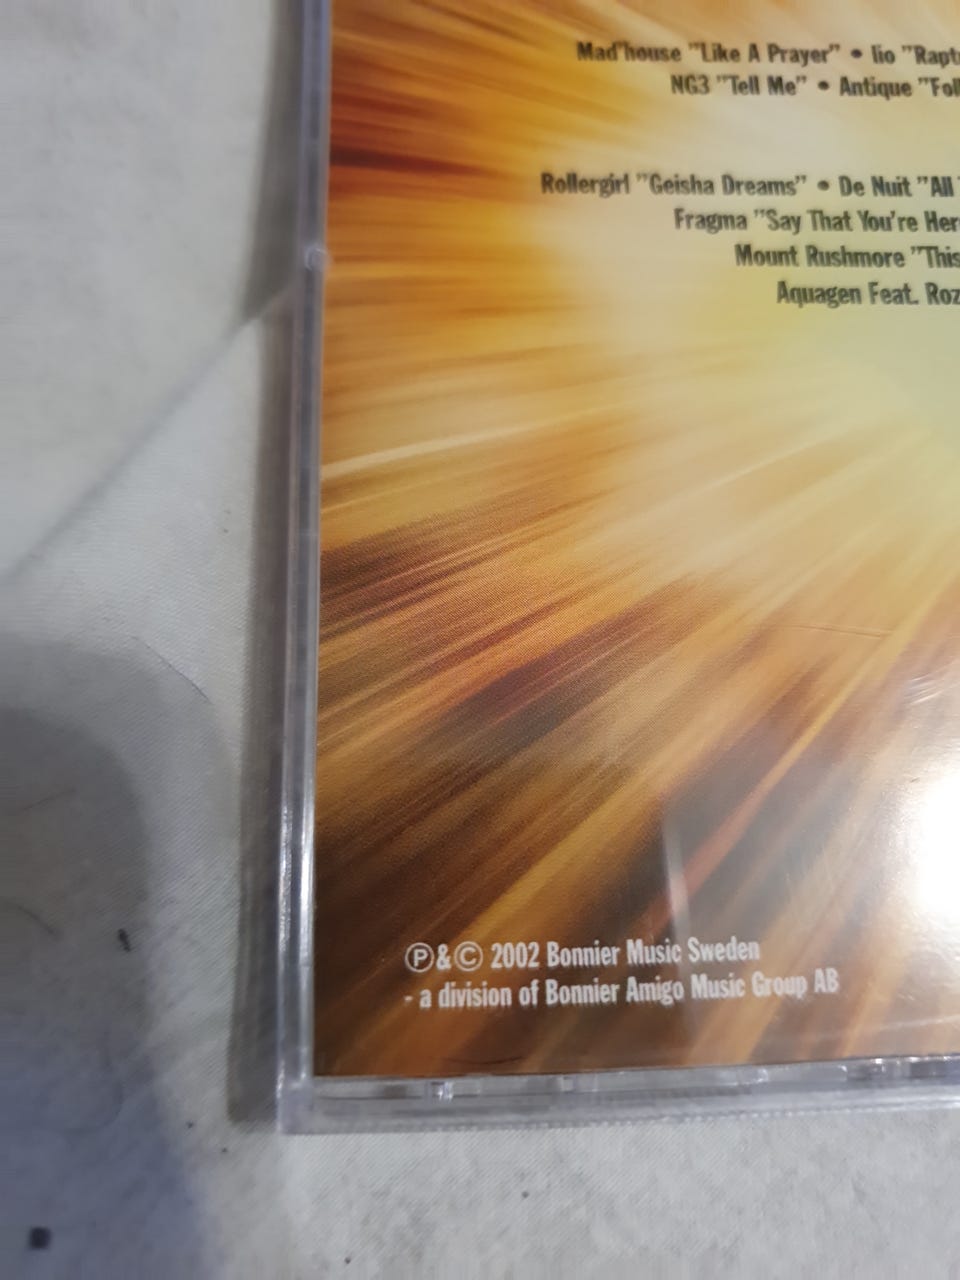 Mad'house "Like A Prayer" • Iio "Rapt
NG3 "Tell Me" • Antique "Foll
Rollergirl "Geisha Dreams" • De Nuit "All
Fragma "Say That You're Her
Mount Rushmore "This
Aquagen Feat. Roz
℗&© 2002 Bonnier Music Sweden
- a division of Bonnier Amigo Music Group AB